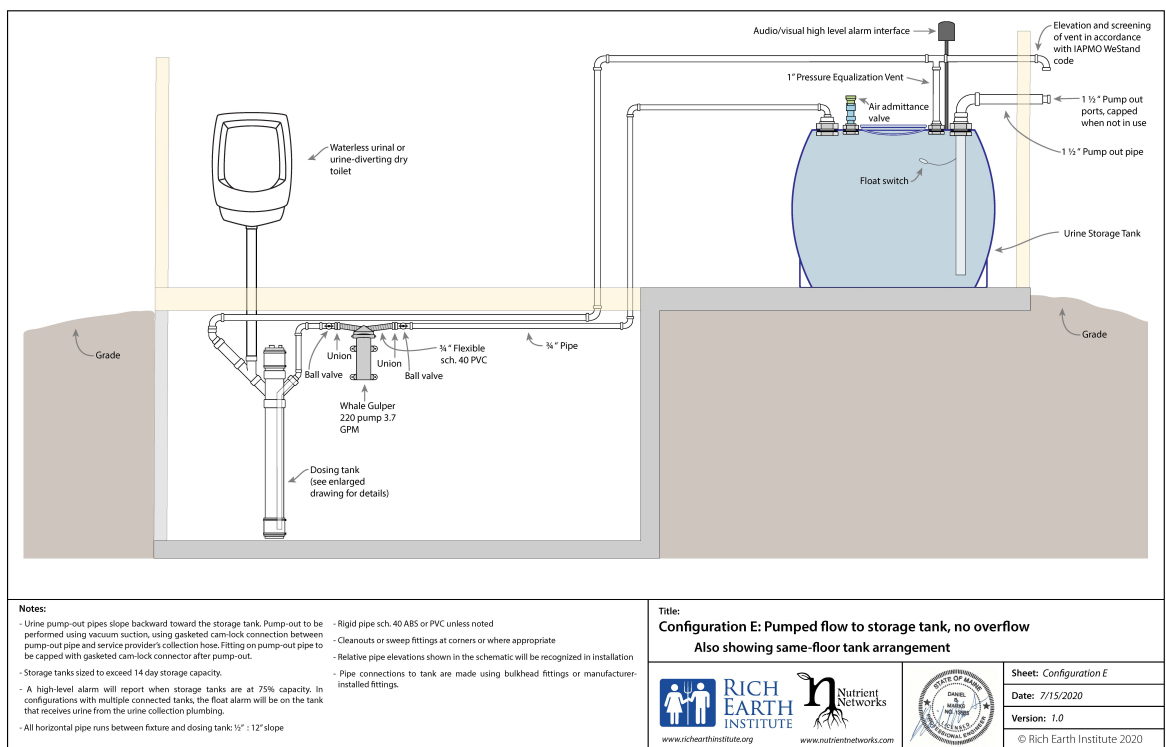 Audio/visual high level alarm interface
Elevation and screening
of vent in accordance
with IAPMO WeStand
code
1" Pressure Equalization Vent
Air admittance
valve
1 ½ " Pump out
ports, capped
when not in use
1 ½ " Pump out pipe
Waterless urinal or
urine-diverting dry
toilet
Float switch
Urine Storage Tank
Grade
Grade
Union
Ball valve
¾ " Flexible
sch. 40 PVC
Union
Ball valve
¾ " Pipe
Whale Gulper
220 pump 3.7
GPM
Dosing tank
(see enlarged
drawing for details)
Notes:
- Urine pump-out pipes slope backward toward the storage tank. Pump-out to be
performed using vacuum suction, using gasketed cam-lock connection between
pump-out pipe and service provider's collection hose. Fitting on pump-out pipe to
be capped with gasketed cam-lock connector after pump-out.
- Storage tanks sized to exceed 14 day storage capacity.
- A high-level alarm will report when storage tanks are at 75% capacity. In
configurations with multiple connected tanks, the float alarm will be on the tank
that receives urine from the urine collection plumbing.
- All horizontal pipe runs between fixture and dosing tank: ½" : 12" slope
- Rigid pipe sch. 40 ABS or PVC unless noted
- Cleanouts or sweep fittings at corners or where appropriate
- Relative pipe elevations shown in the schematic will be recognized in installation
- Pipe connections to tank are made using bulkhead fittings or manufacturer-
installed fittings.
Title:
Configuration E: Pumped flow to storage tank, no overflow
Also showing same-floor tank arrangement
RICH
EARTH
INSTITUTE
www.richearthinstitute.org
Nutrient
Networks
www.nutrientnetworks.com
STATE OF MAINE
DANIEL
MARKS
LICENSED
PROFESSIONAL ENGINEER
Sheet: Configuration E
Date: 7/15/2020
Version: 1.0
© Rich Earth Institute 2020